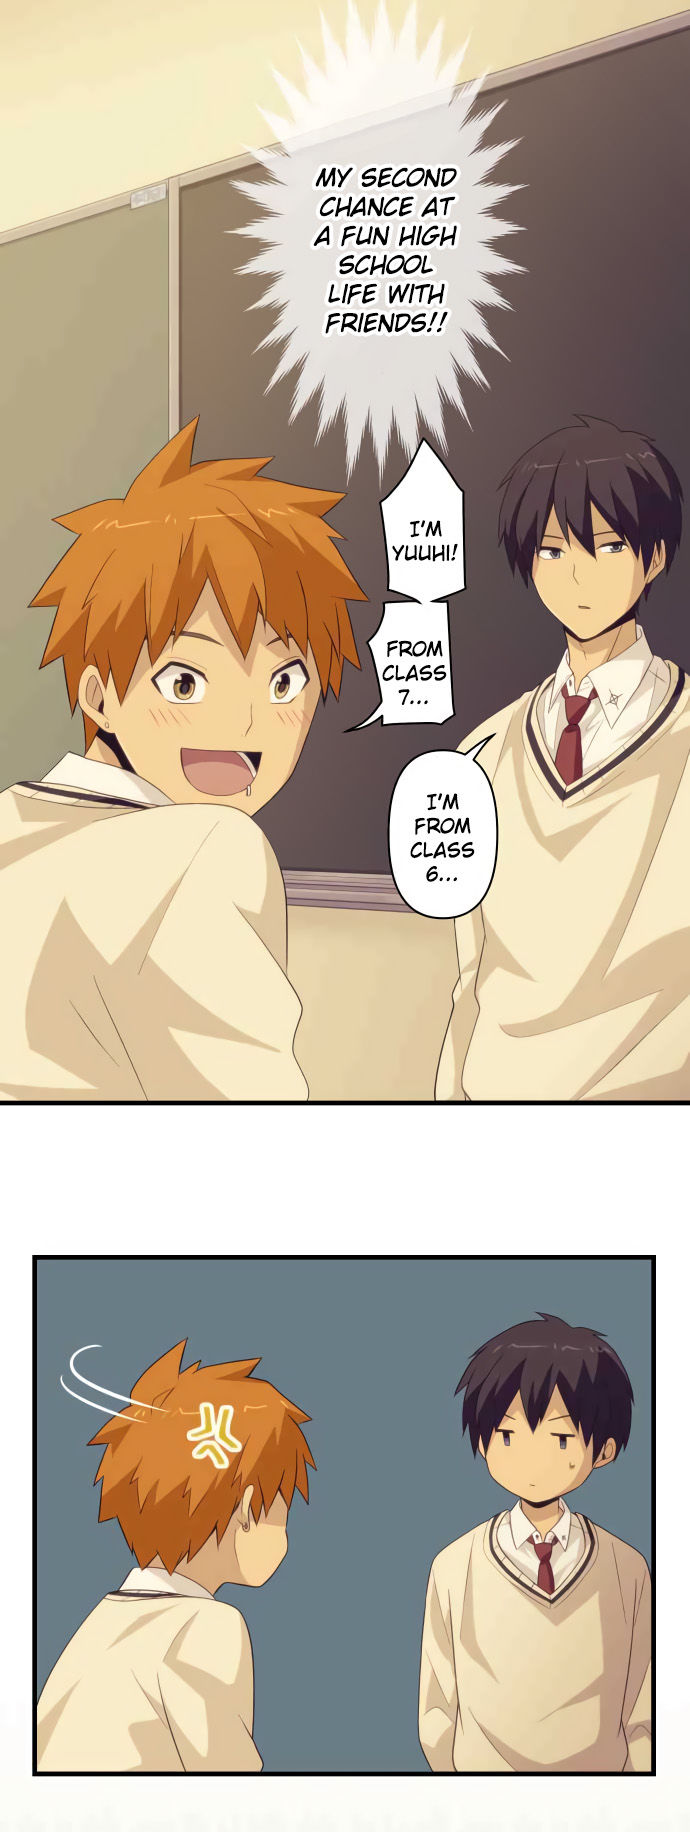 MY SECOND
CHANCE AT
A FUN HIGH
SCHOOL
LIFE WITH
FRIENDS!!
I'M
YUUHI!
FROM
CLASS
7...
I'M
FROM
CLASS
6...